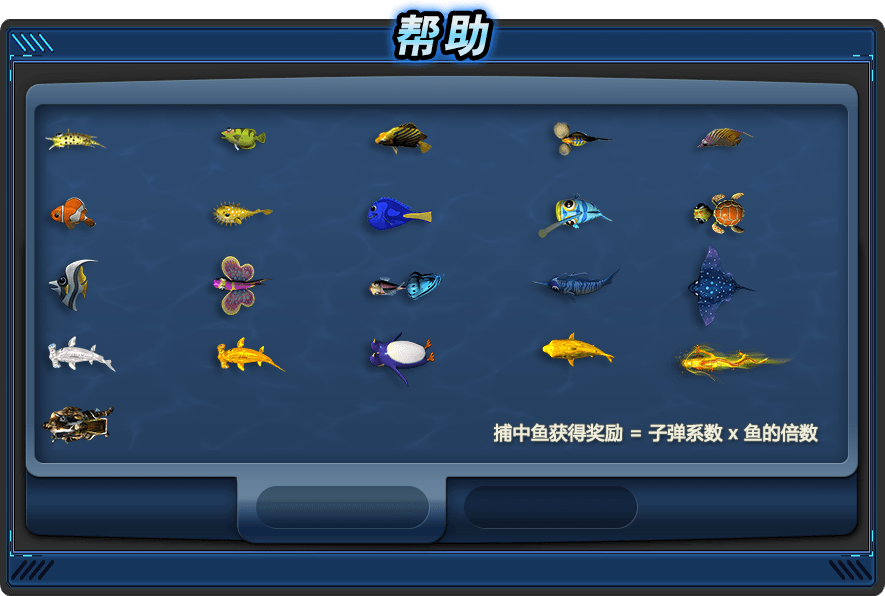 帮助
捕中鱼获得奖励 = 子弹系数 x 鱼的倍数